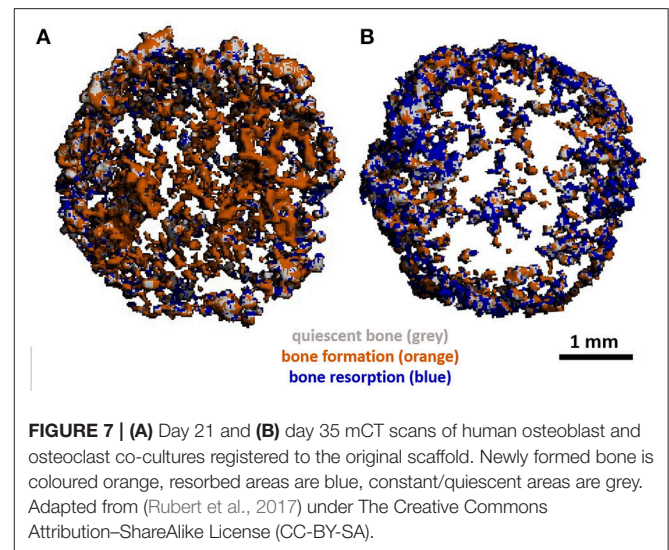 A
B
quiescent bone (grey)
bone formation (orange)
bone resorption (blue)
1 mm
FIGURE 7 | (A) Day 21 and (B) day 35 mCT scans of human osteoblast and
osteoclast co-cultures registered to the original scaffold. Newly formed bone is
coloured orange, resorbed areas are blue, constant/quiescent areas are grey.
Adapted from (Rubert et al., 2017) under The Creative Commons
Attribution–ShareAlike License (CC-BY-SA).